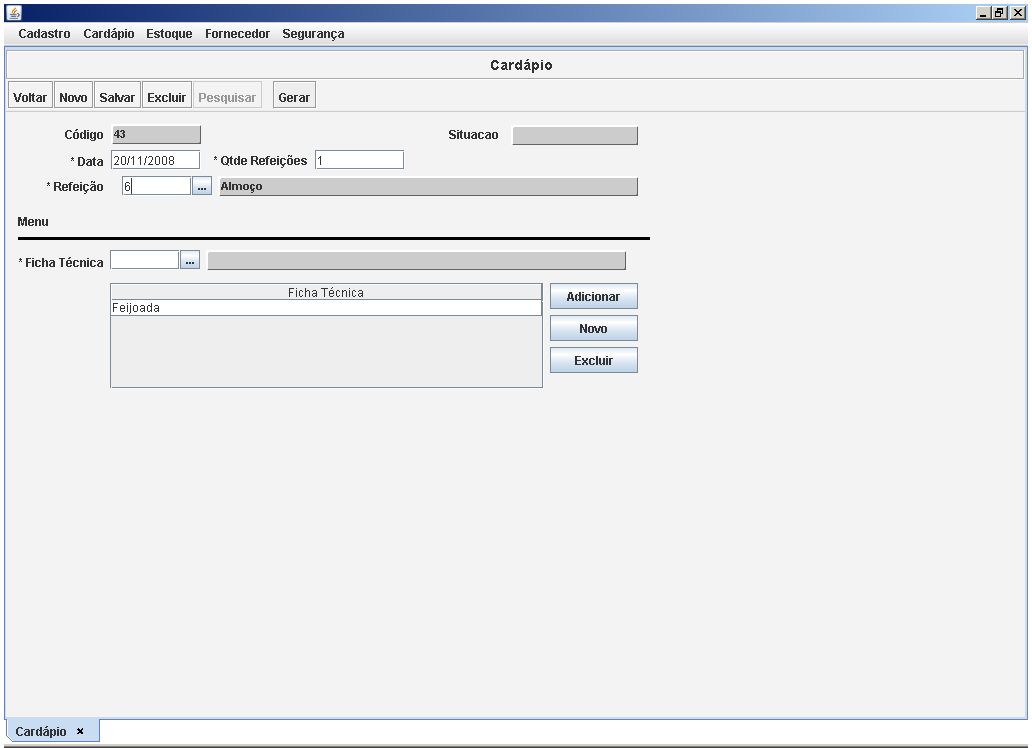 Cadastro Cardápio Estoque Fornecedor Segurança
Cardápio
Voltar Novo Salvar Excluir Pesquisar Gerar
Código 43 Situacao
* Data 20/11/2008 * Qtde Refeições 1
* Refeição 6 ... Almoço
Menu
* Ficha Técnica ...
Ficha Técnica
Feijoada
Adicionar
Novo
Excluir
Cardápio ×